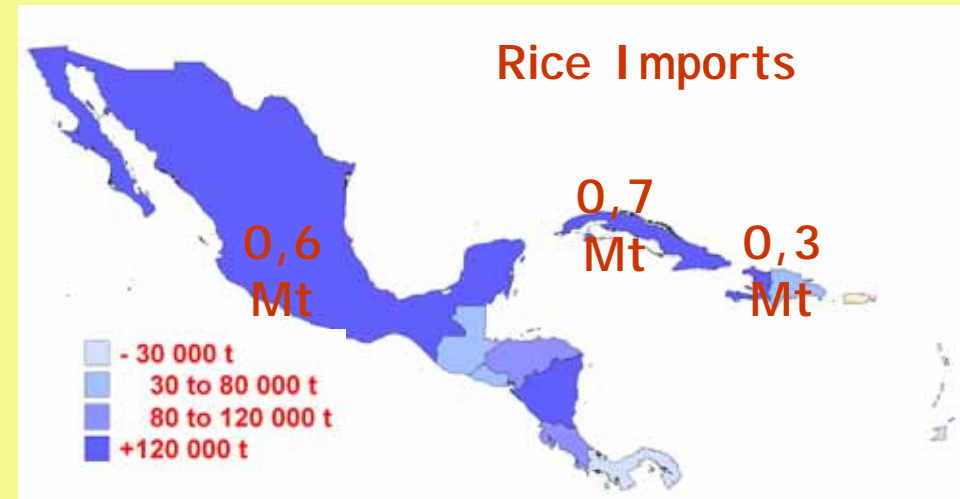 Rice Imports
0,7
Mt
0,6
Mt
0,3
Mt
- 30 000 t
30 to 80 000 t
80 to 120 000 t
+120 000 t